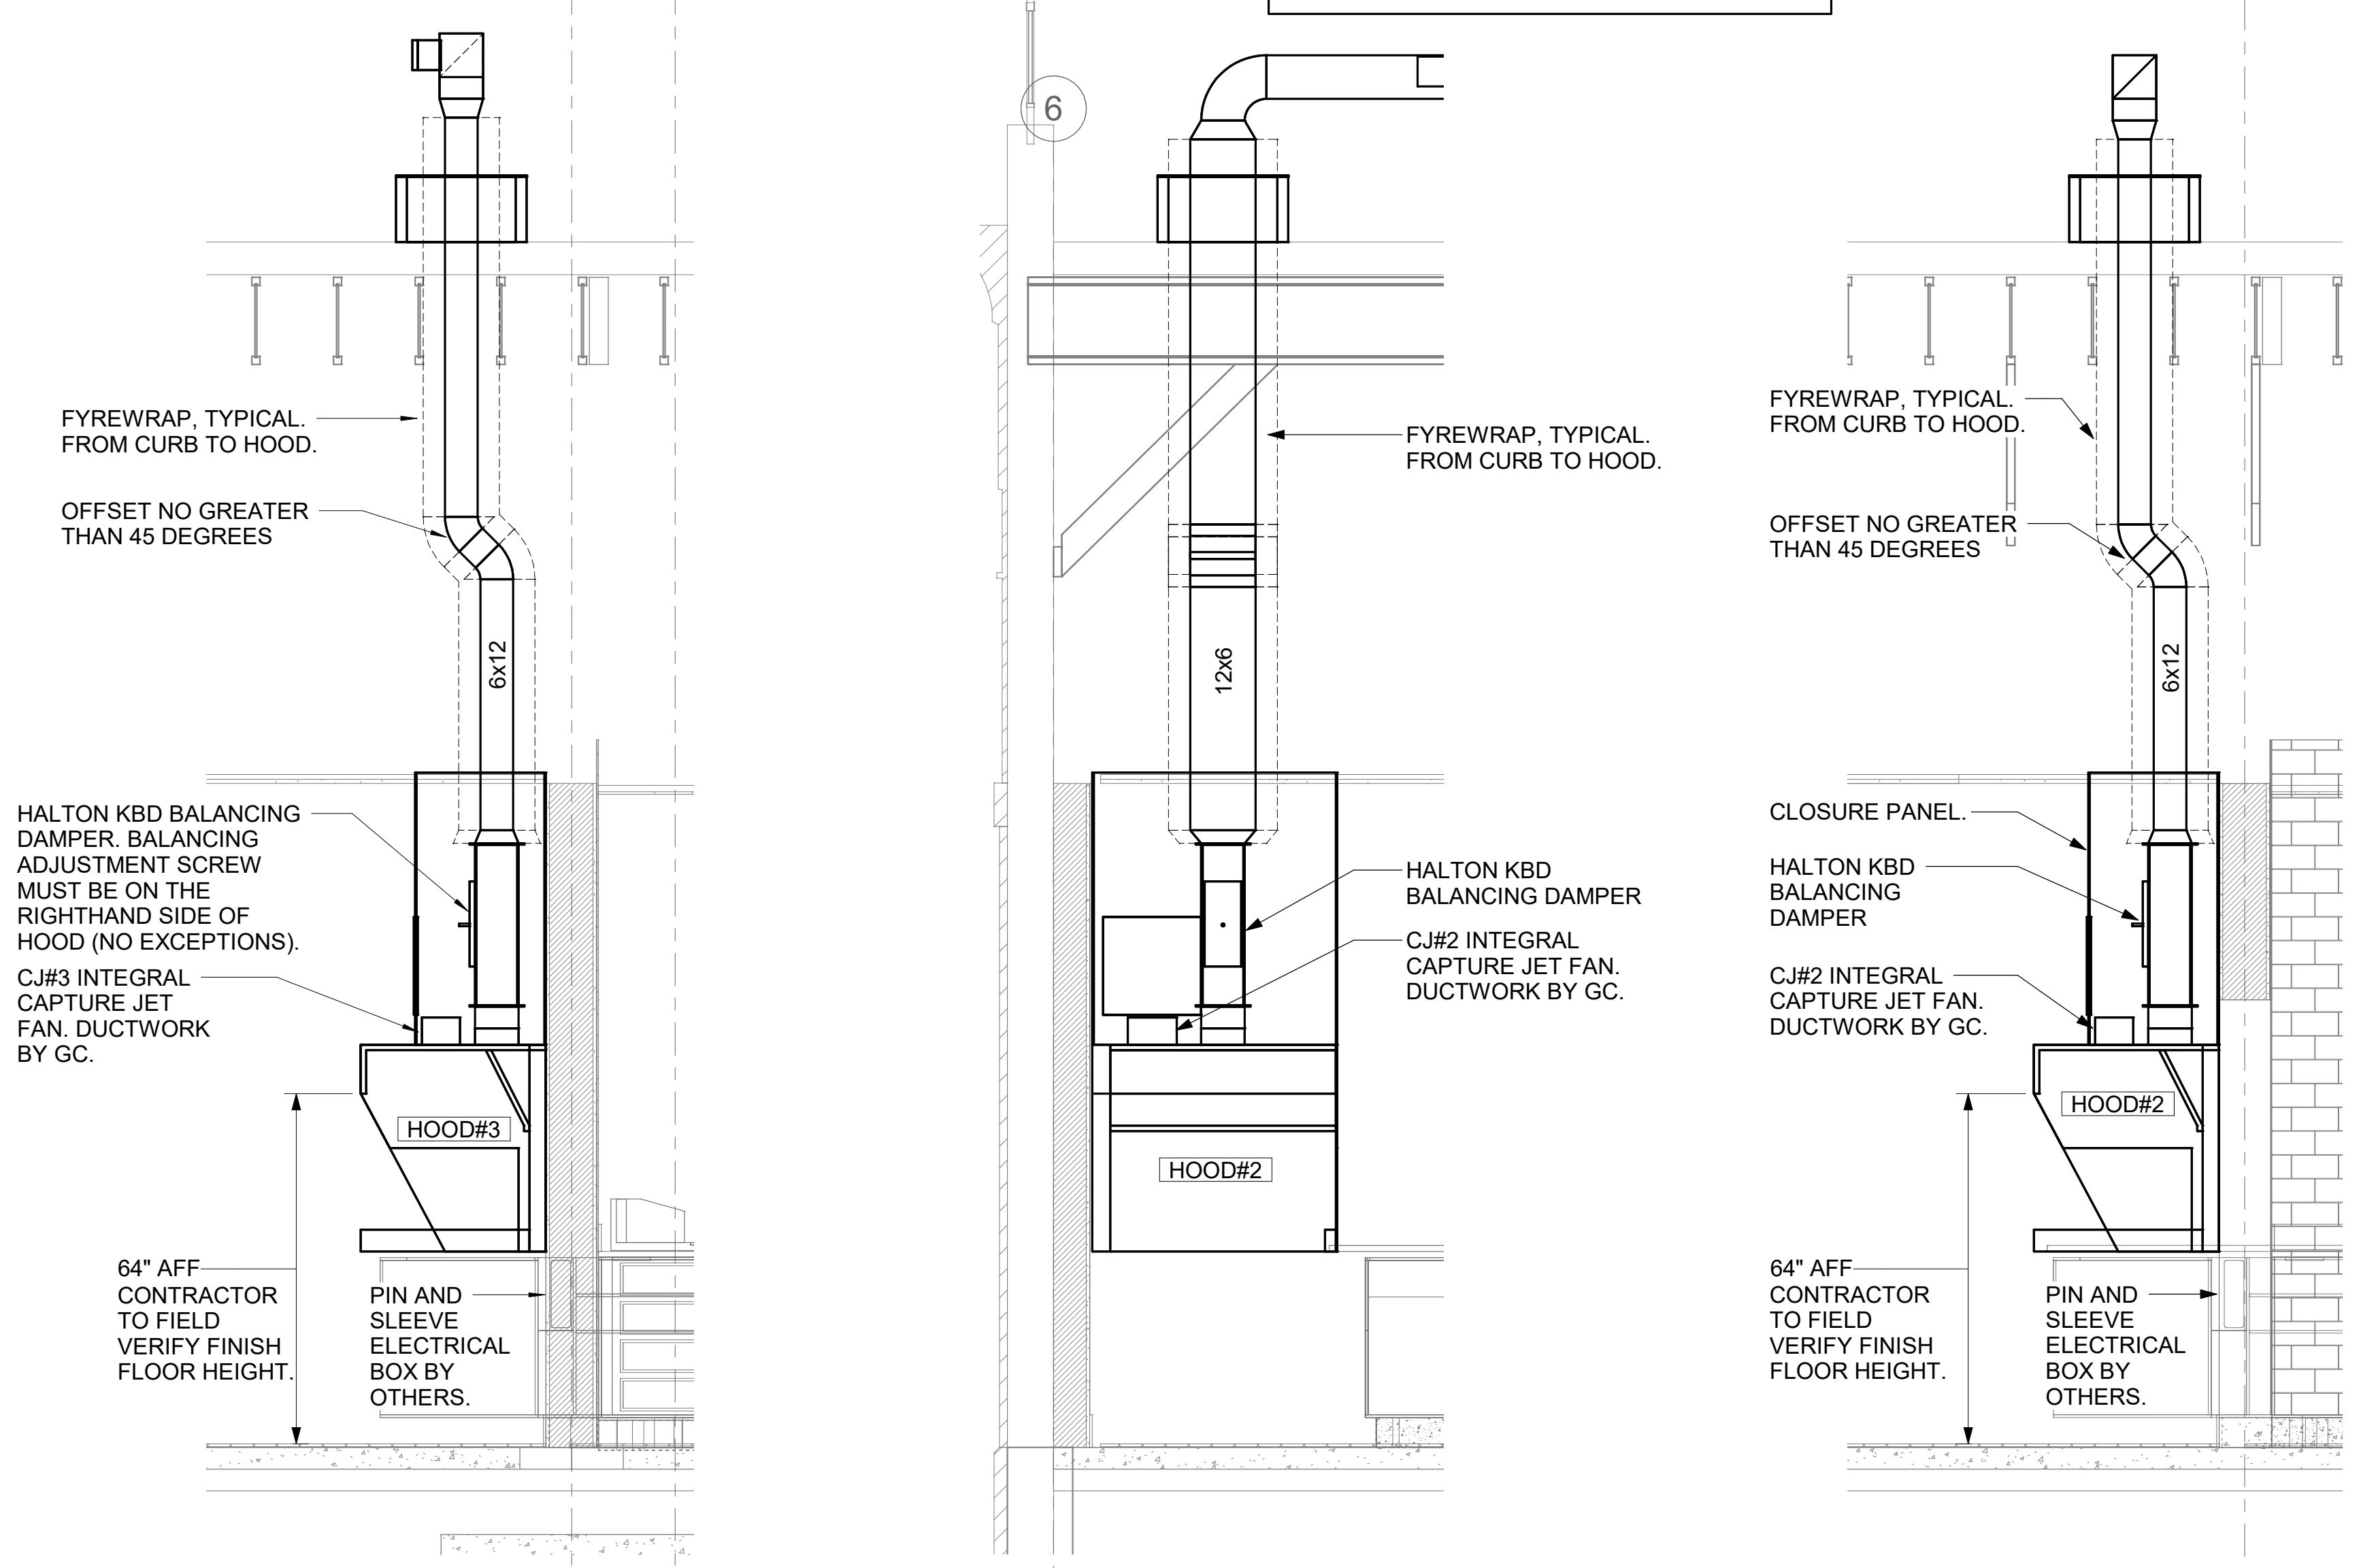 6
FYREWRAP, TYPICAL.
FROM CURB TO HOOD.
OFFSET NO GREATER
THAN 45 DEGREES
6x12
HALTON KBD BALANCING
DAMPER. BALANCING
ADJUSTMENT SCREW
MUST BE ON THE
RIGHTHAND SIDE OF
HOOD (NO EXCEPTIONS).
CJ#3 INTEGRAL
CAPTURE JET
FAN. DUCTWORK
BY GC.
HOOD#3
64" AFF
CONTRACTOR
TO FIELD
VERIFY FINISH
FLOOR HEIGHT.
PIN AND
SLEEVE
ELECTRICAL
BOX BY
OTHERS.
FYREWRAP, TYPICAL.
FROM CURB TO HOOD.
12x6
HALTON KBD
BALANCING DAMPER
CJ#2 INTEGRAL
CAPTURE JET FAN.
DUCTWORK BY GC.
HOOD#2
FYREWRAP, TYPICAL.
FROM CURB TO HOOD.
OFFSET NO GREATER
THAN 45 DEGREES
6x12
CLOSURE PANEL.
HALTON KBD
BALANCING
DAMPER
CJ#2 INTEGRAL
CAPTURE JET FAN.
DUCTWORK BY GC.
HOOD#2
64" AFF
CONTRACTOR
TO FIELD
VERIFY FINISH
FLOOR HEIGHT.
PIN AND
SLEEVE
ELECTRICAL
BOX BY
OTHERS.